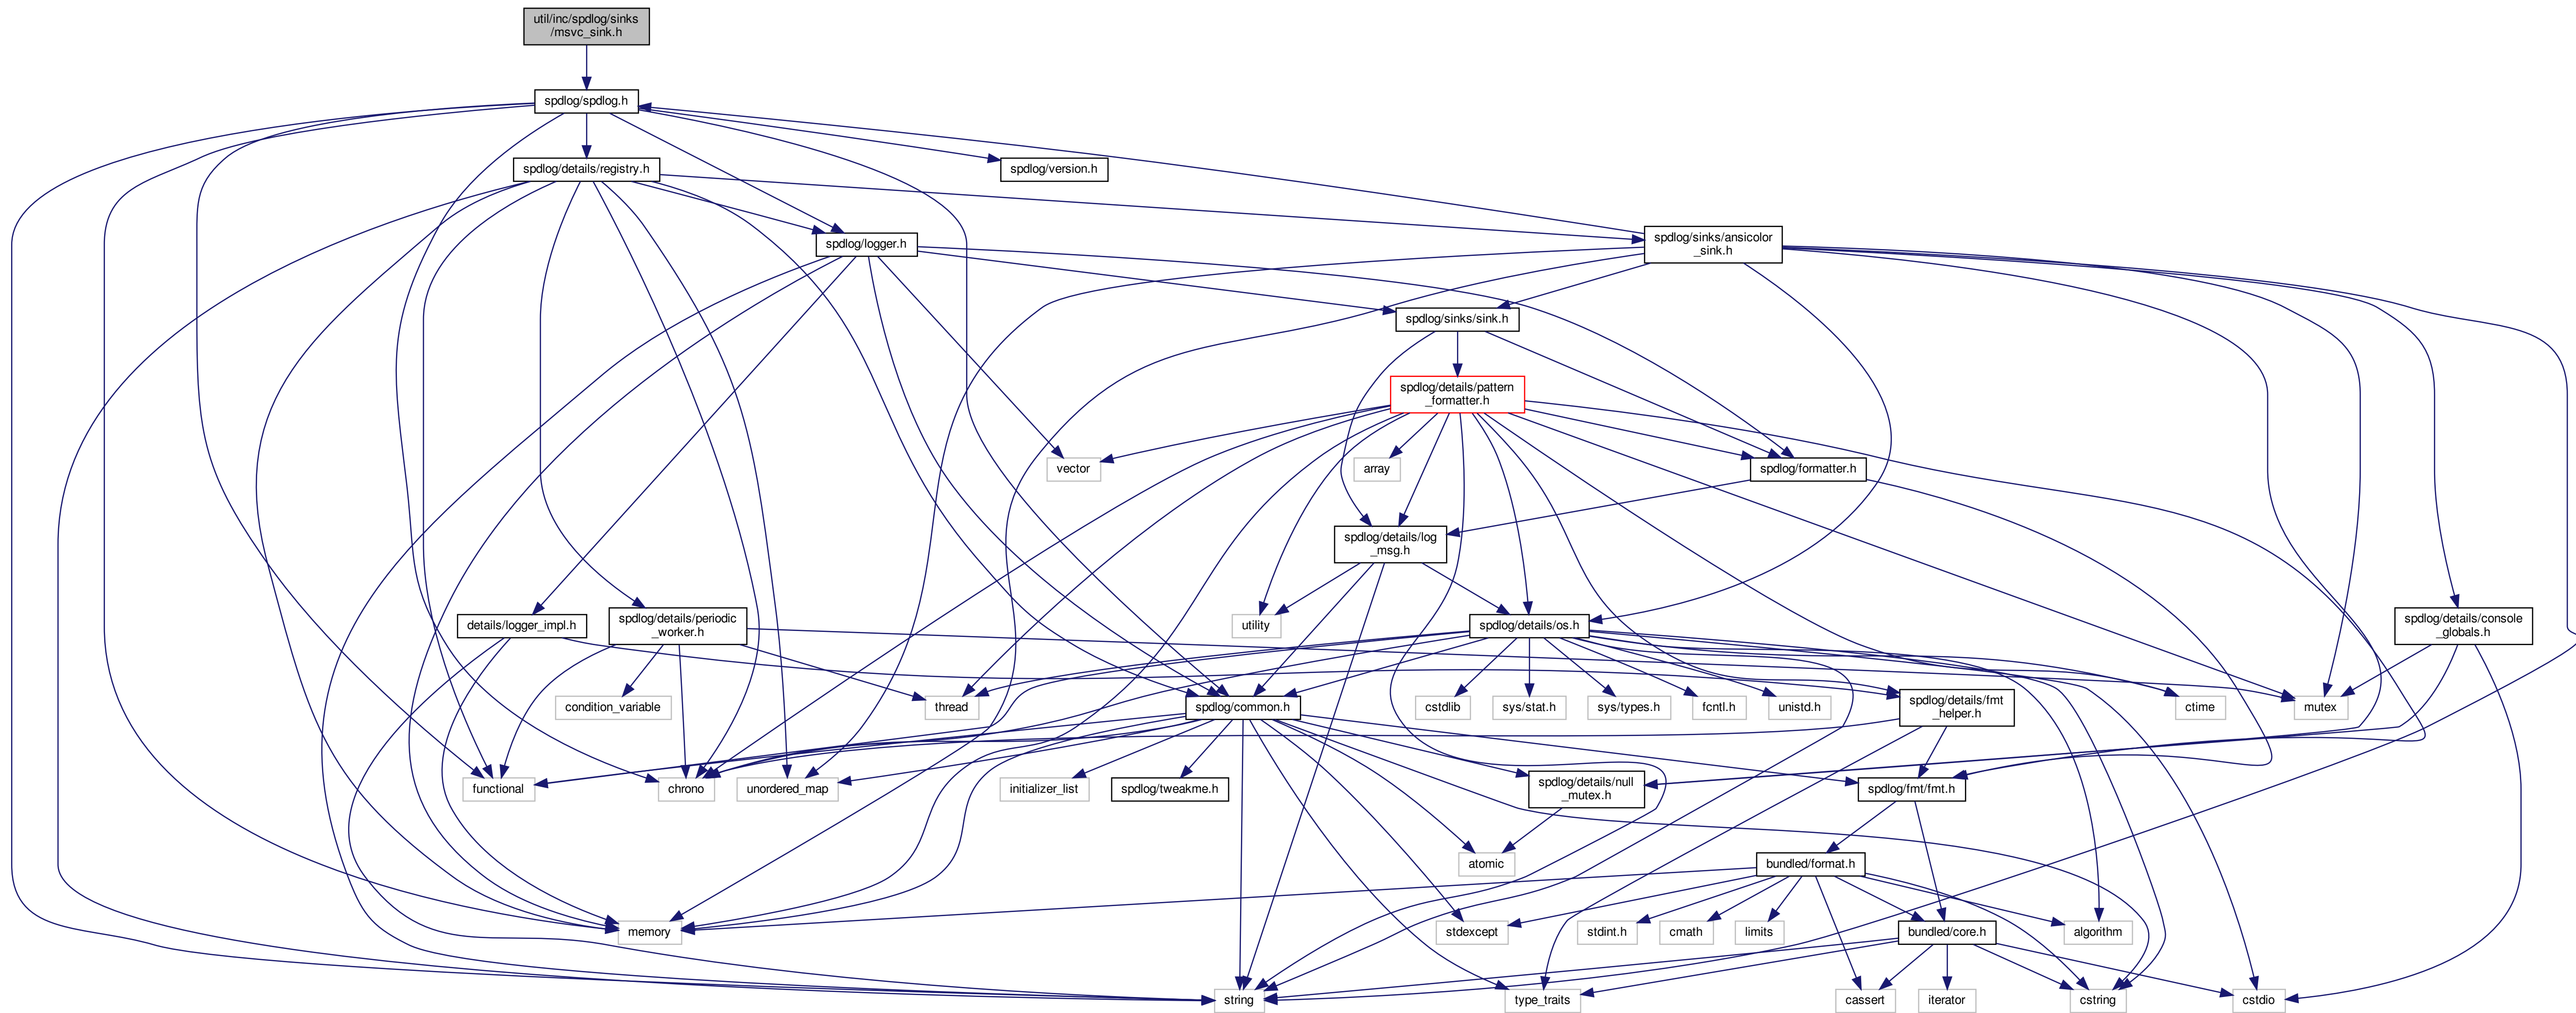 util/inc/spdlog/sinks
/msvc_sink.h
spdlog/spdlog.h
spdlog/details/registry.h
spdlog/version.h
spdlog/logger.h
spdlog/sinks/ansicolor
_sink.h
spdlog/sinks/sink.h
spdlog/details/pattern
_formatter.h
vector
array
spdlog/formatter.h
spdlog/details/log
_msg.h
details/logger_impl.h
spdlog/details/periodic
_worker.h
utility
spdlog/details/os.h
spdlog/details/console
_globals.h
condition_variable
thread
spdlog/common.h
cstdlib
sys/stat.h
sys/types.h
fcntl.h
unistd.h
spdlog/details/fmt
_helper.h
ctime
mutex
functional
chrono
unordered_map
initializer_list
spdlog/tweakme.h
spdlog/details/null
_mutex.h
spdlog/fmt/fmt.h
atomic
bundled/format.h
memory
stdexcept
stdint.h
cmath
limits
bundled/core.h
algorithm
string
type_traits
cassert
iterator
cstring
cstdio